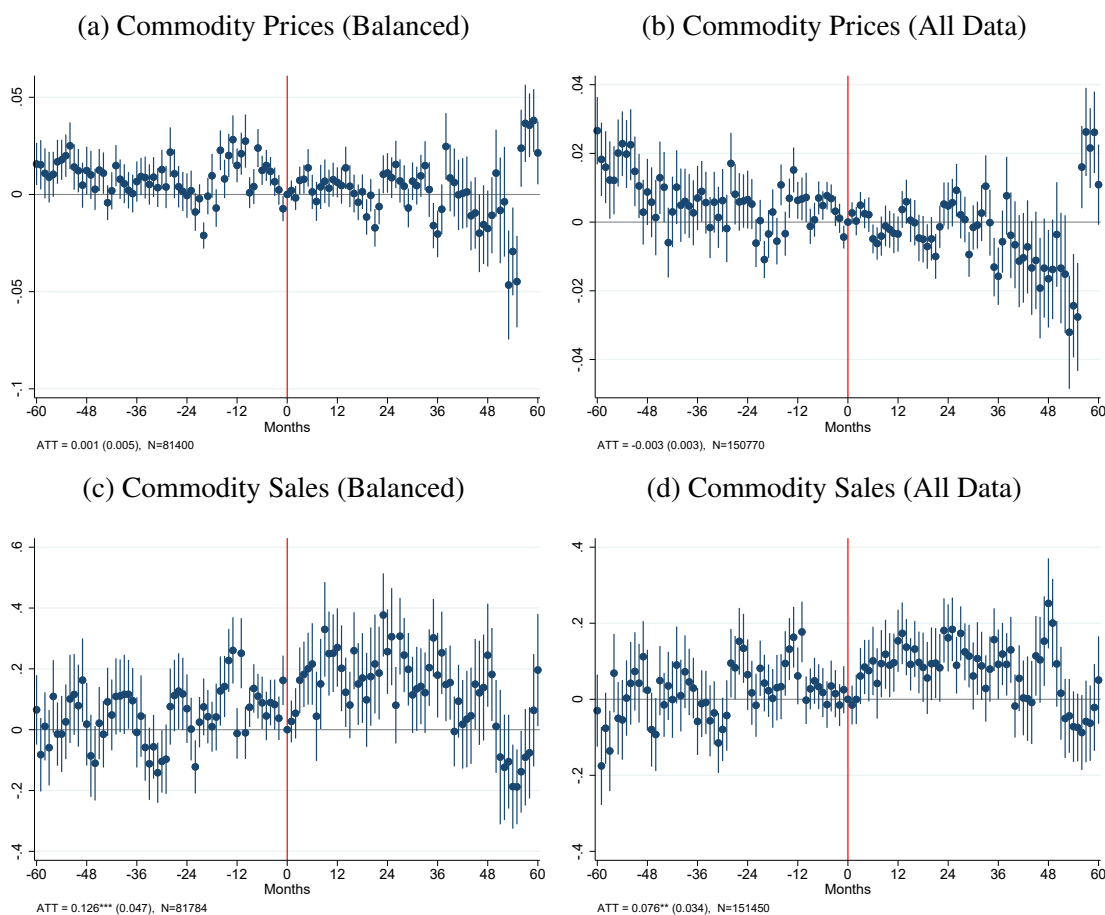 (a) Commodity Prices (Balanced)
(b) Commodity Prices (All Data)
.05
0
-.05
-.1
-60 -48 -36 -24 -12 0 12 24 36 48 60
Months
ATT = 0.001 (0.005), N=81400
.04
.02
0
-.02
-.04
-60 -48 -36 -24 -12 0 12 24 36 48 60
Months
ATT = -0.003 (0.003), N=150770
(c) Commodity Sales (Balanced)
(d) Commodity Sales (All Data)
.6
.4
.2
0
-.2
-.4
-60 -48 -36 -24 -12 0 12 24 36 48 60
Months
ATT = 0.126*** (0.047), N=81784
.4
.2
0
-.2
-.4
-60 -48 -36 -24 -12 0 12 24 36 48 60
Months
ATT = 0.076** (0.034), N=151450